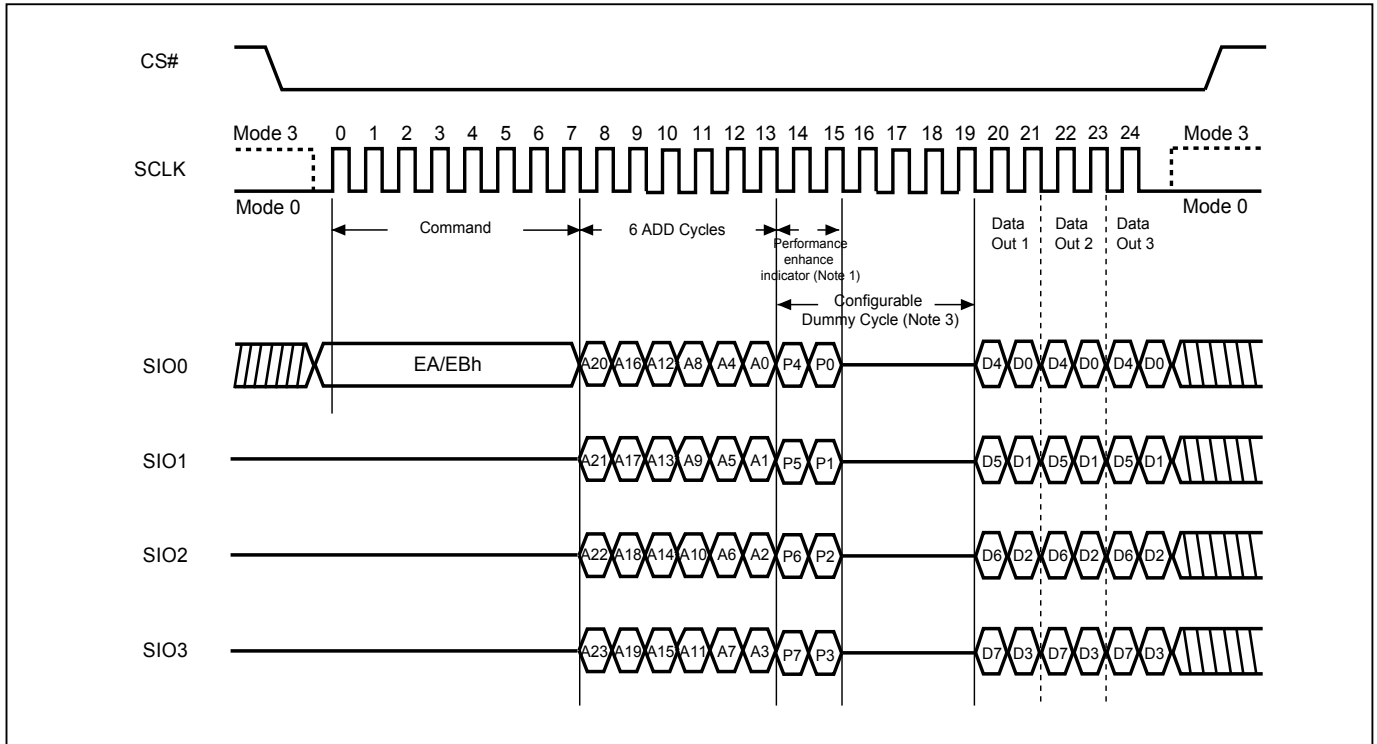 CS#
Mode 3 0 1 2 3 4 5 6 7 8 9 10 11 12 13 14 15 16 17 18 19 20 21 22 23 24 Mode 3
SCLK
Mode 0 Mode 0
Command
6 ADD Cycles
Performance
enhance
indicator (Note 1)
Data
Out 1
Data
Out 2
Data
Out 3
Configurable
Dummy Cycle (Note 3)
SIO0 EA/EBh A20 A16 A12 A8 A4 A0 P4 P0 D4 D0 D4 D0 D4 D0
SIO1 A21 A17 A13 A9 A5 A1 P5 P1 D5 D1 D5 D1 D5 D1
SIO2 A22 A18 A14 A10 A6 A2 P6 P2 D6 D2 D6 D2 D6 D2
SIO3 A23 A19 A15 A11 A7 A3 P7 P3 D7 D3 D7 D3 D7 D3